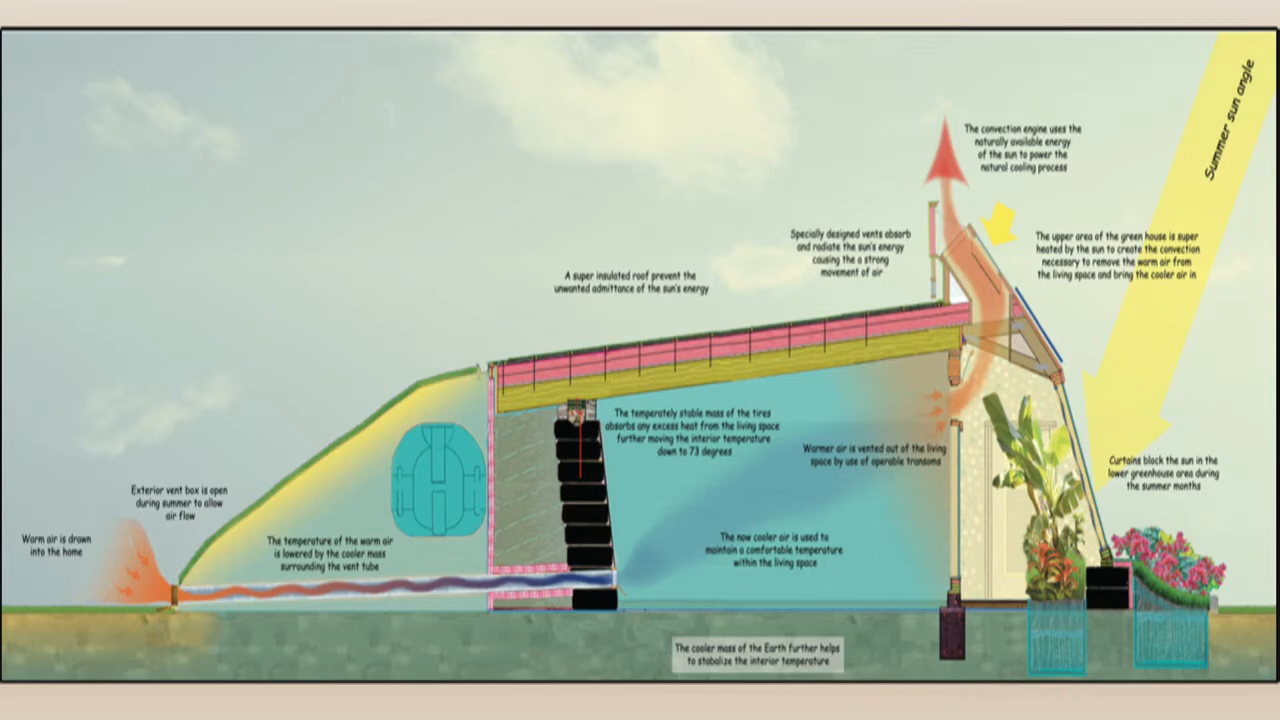 Summer sun angle
The convection engine uses the
naturally available energy
of the sun to power the
natural cooling process
Specially designed vents absorb
and radiate the sun's energy
causing the a strong
movement of air
The upper area of the green house is super
heated by the sun to create the convection
necessary to remove the warm air from
the living space and bring the cooler air in
A super insulated roof prevent the
unwanted admittance of the sun's energy
The temperately stable mass of the tires
absorbs any excess heat from the living space
further moving the interior temperature
down to 73 degrees
Warmer air is vented out of the living
space by use of operable transoms
Curtains block the sun in the
lower greenhouse area during
the summer months
Exterior vent box is open
during summer to allow
air flow
Warm air is drawn
into the home
The temperature of the warm air
is lowered by the cooler mass
surrounding the vent tube
The now cooler air is used to
maintain a comfortable temperature
within the living space
The cooler mass of the Earth further helps
to stabalize the interior temperature